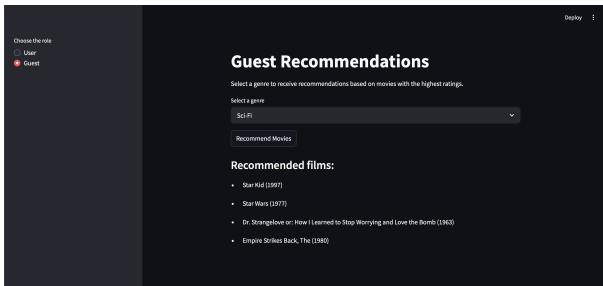 Deploy
Choose the role
User
Guest
Guest Recommendations
Select a genre to receive recommendations based on movies with the highest ratings.
Select a genre
Sci-Fi
Recommend Movies
Recommended films:
• Star Kid (1997)
• Star Wars (1977)
• Dr. Strangelove or: How I Learned to Stop Worrying and Love the Bomb (1963)
• Empire Strikes Back, The (1980)